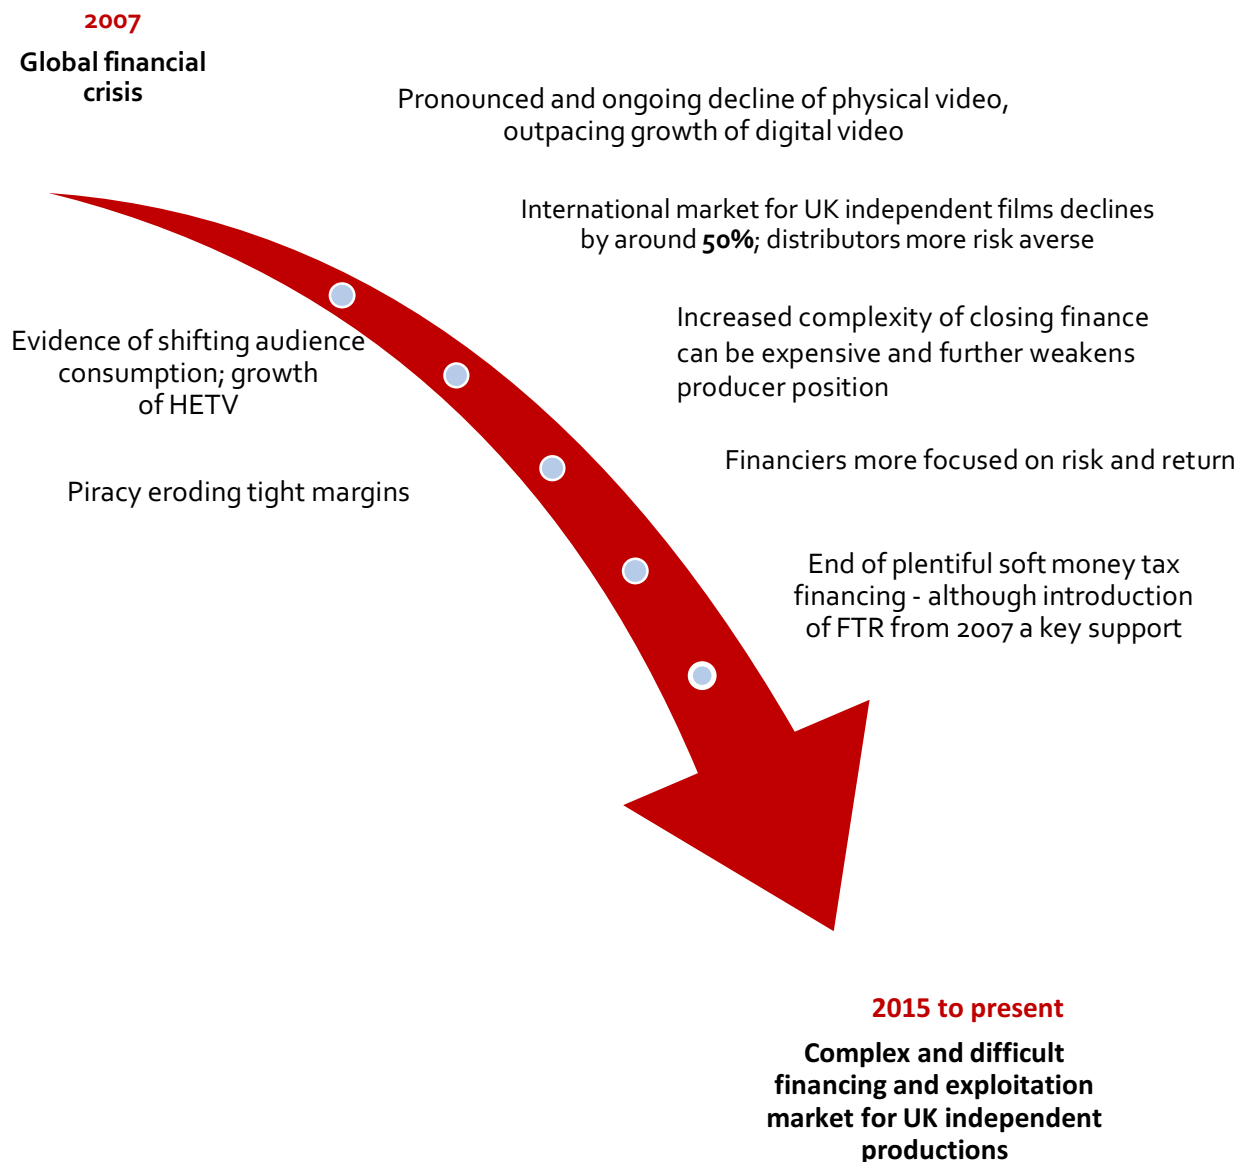 2007
Global financial
crisis
Pronounced and ongoing decline of physical video,
outpacing growth of digital video
International market for UK independent films declines
by around 50%; distributors more risk averse
Increased complexity of closing finance
can be expensive and further weakens
producer position
Evidence of shifting audience
consumption; growth
of HETV
Financiers more focused on risk and return
Piracy eroding tight margins
End of plentiful soft money tax
financing - although introduction
of FTR from 2007 a key support
2015 to present
Complex and difficult
financing and exploitation
market for UK independent
productions